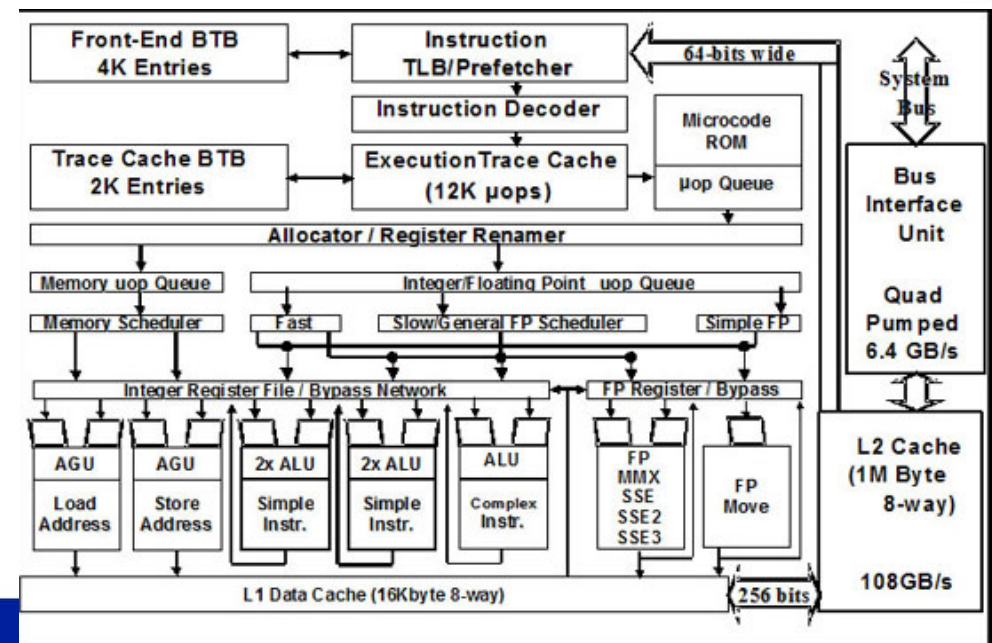 Front-End BTB
4K Entries
Instruction
TLB/Prefetcher
64-bits wide
System
Bus
Instruction Decoder
Microcode
ROM
Trace Cache BTB
2K Entries
ExecutionTrace Cache
(12K µops)
µop Queue
Bus
Interface
Unit
Quad
Pumped
6.4 GB/s
Allocator / Register Renamer
Memory uop Queue
Integer/Floating Point uop Queue
Memory Scheduler
Fast
Slow/General FP Scheduler
Simple FP
Integer Register File / Bypass Network
FP Register / Bypass
AGU
Load
Address
AGU
Store
Address
2x ALU
Simple
Instr.
2x ALU
Simple
Instr.
ALU
Complex
Instr.
FP
MMX
SSE
SSE2
SSE3
FP
Move
L2 Cache
(1M Byte
8-way)
108GB/s
L1 Data Cache (16Kbyte 8-way)
256 bits